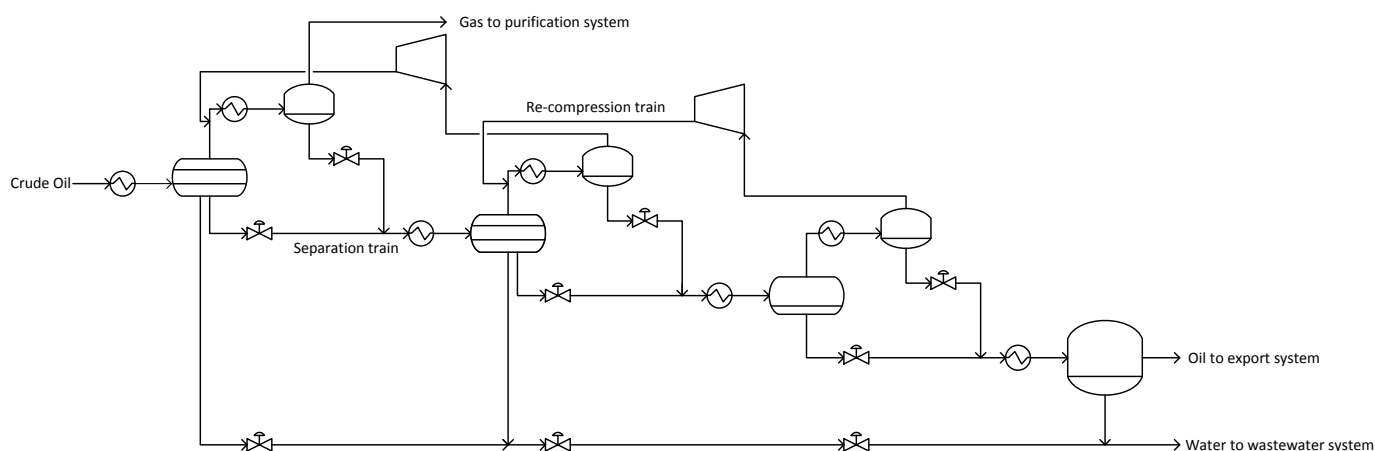 Gas to purification system
Re-compression train
Crude Oil
Separation train
Oil to export system
Water to wastewater system